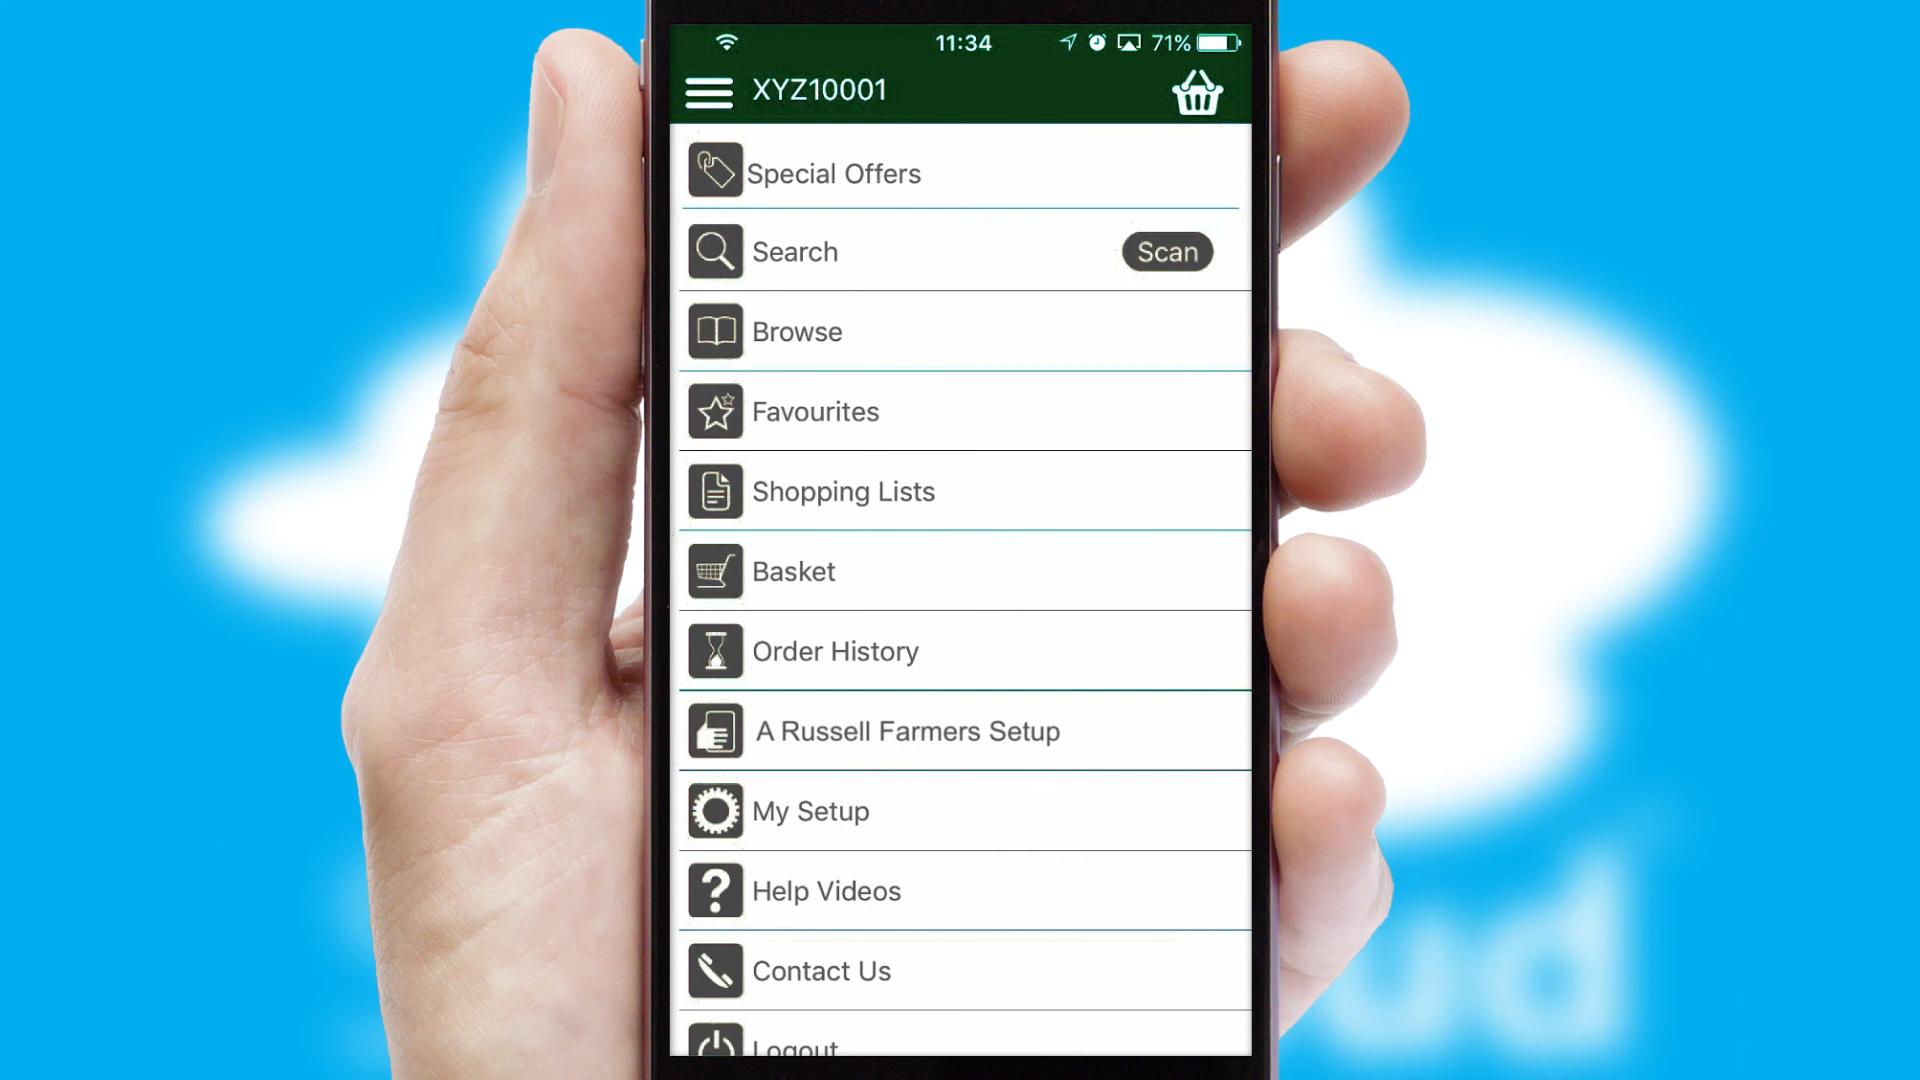 11:34 71%
XYZ10001
Special Offers
Search Scan
Browse
Favourites
Shopping Lists
Basket
Order History
A Russell Farmers Setup
My Setup
Help Videos
Contact Us
Logout